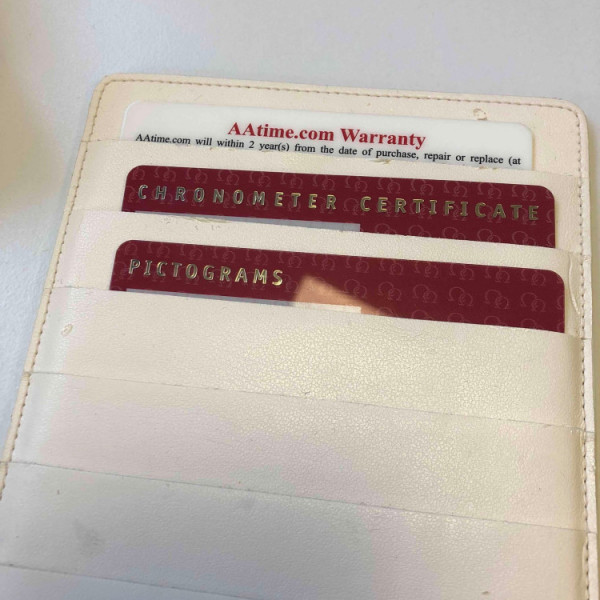 AAtime.com Warranty
AAtime.com will within 2 year(s) from the date of purchase, repair or replace (at
CHRONOMETER CERTIFICATE
PICTOGRAMS